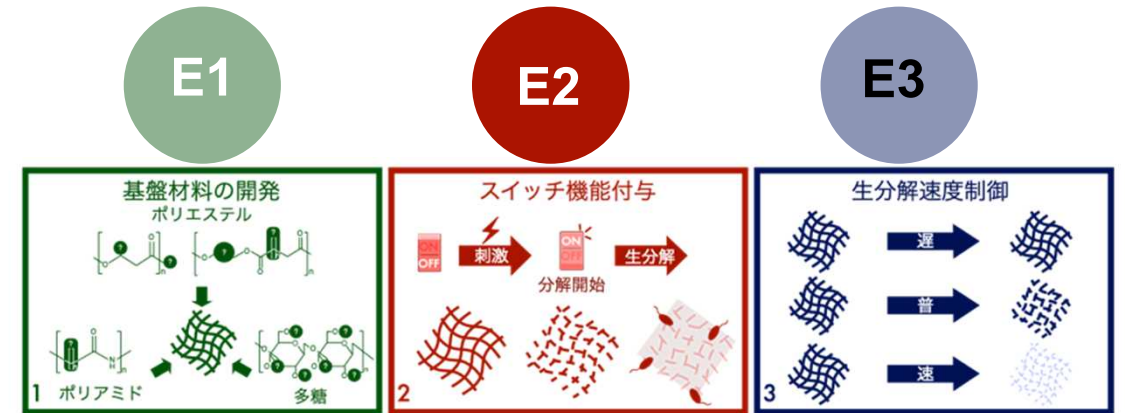 E1
E2
E3
基盤材料の開発
ポリエステル
?
?
O
O
n
?
O
O
?
O
O
n
?
O
N
H
n
ポリアミド
多糖
1
スイッチ機能付与
ON
OFF
刺激
ON
OFF
分解開始
生分解
2
生分解速度制御
遅
普
速
3